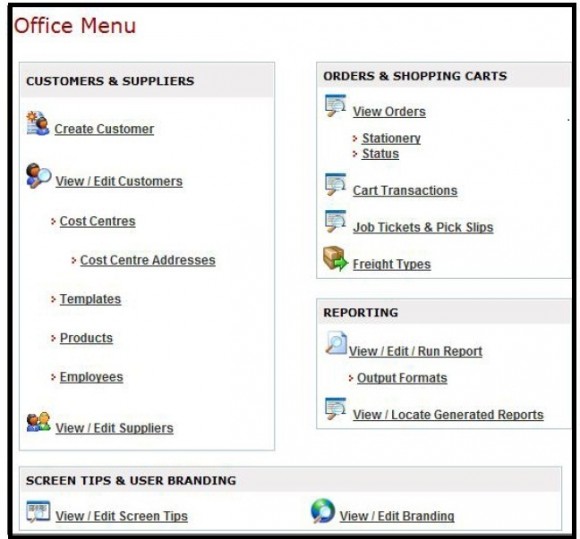 Office Menu
CUSTOMERS & SUPPLIERS
Create Customer
View / Edit Customers
Cost Centres
Cost Centre Addresses
Templates
Products
Employees
View / Edit Suppliers
ORDERS & SHOPPING CARTS
View Orders
Stationery
Status
Cart Transactions
Job Tickets & Pick Slips
Freight Types
REPORTING
View / Edit / Run Report
Output Formats
View / Locate Generated Reports
SCREEN TIPS & USER BRANDING
View / Edit Screen Tips
View / Edit Branding